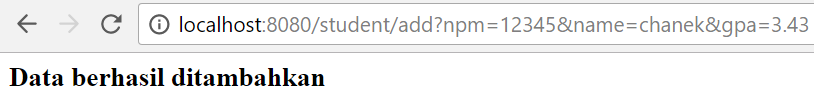 localhost:8080/student/add?npm=12345&name=chanek&gpa=3.43
Data berhasil ditambahkan